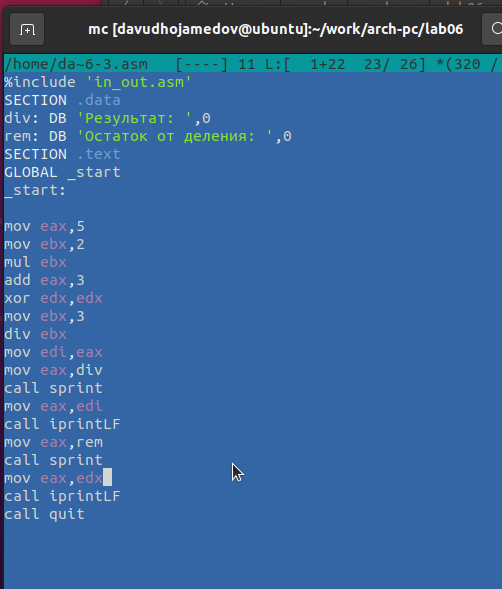 mc [davudhojamedov@ubuntu]:~/work/arch-pc/lab06
/home/da~6-3.asm [----] 11 L:[ 1+22 23/ 26] *(320 /
%include 'in_out.asm'
SECTION .data
div: DB 'Результат: ',0
rem: DB 'Остаток от деления: ',0
SECTION .text
GLOBAL _start
_start:
mov eax,5
mov ebx,2
mul ebx
add eax,3
xor edx,edx
mov ebx,3
div ebx
mov edi,eax
mov eax,div
call sprint
mov eax,edi
call iprintLF
mov eax,rem
call sprint
mov eax,edx
call iprintLF
call quit